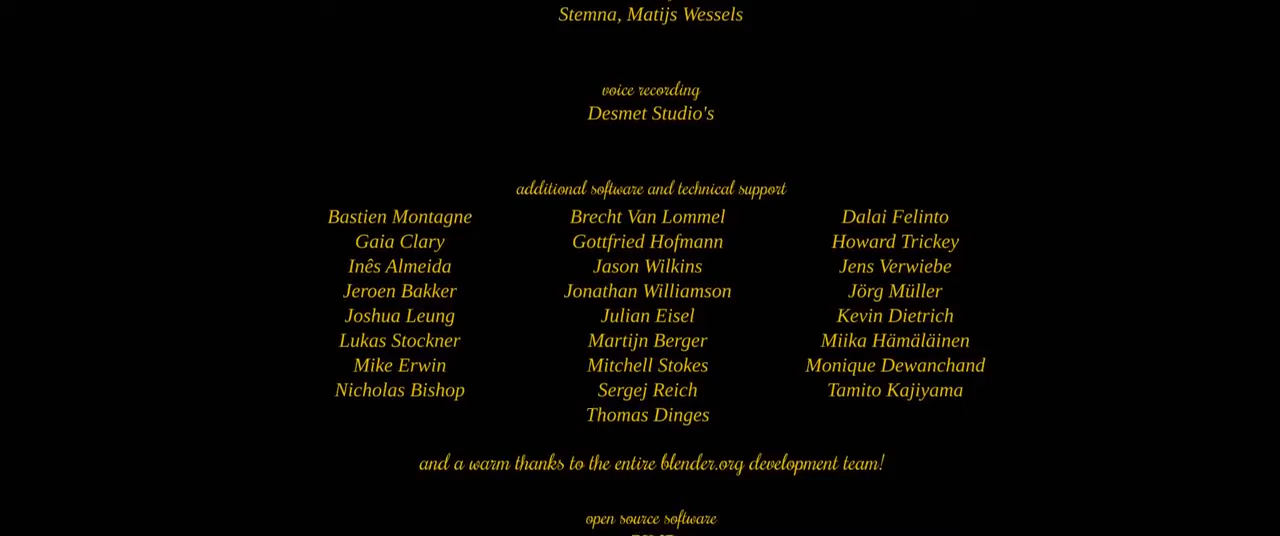 Stemna, Matijs Wessels
voice recording
Desmet Studio's
additional software and technical support
Bastien Montagne Brecht Van Lommel Dalai Felinto
Gaia Clary Gottfried Hofmann Howard Trickey
Inês Almeida Jason Wilkins Jens Verwiebe
Jeroen Bakker Jonathan Williamson Jörg Müller
Joshua Leung Julian Eisel Kevin Dietrich
Lukas Stockner Martijn Berger Miika Hämäläinen
Mike Erwin Mitchell Stokes Monique Dewanchand
Nicholas Bishop Sergej Reich Tamito Kajiyama
Thomas Dinges
and a warm thanks to the entire blender.org development team!
open source software